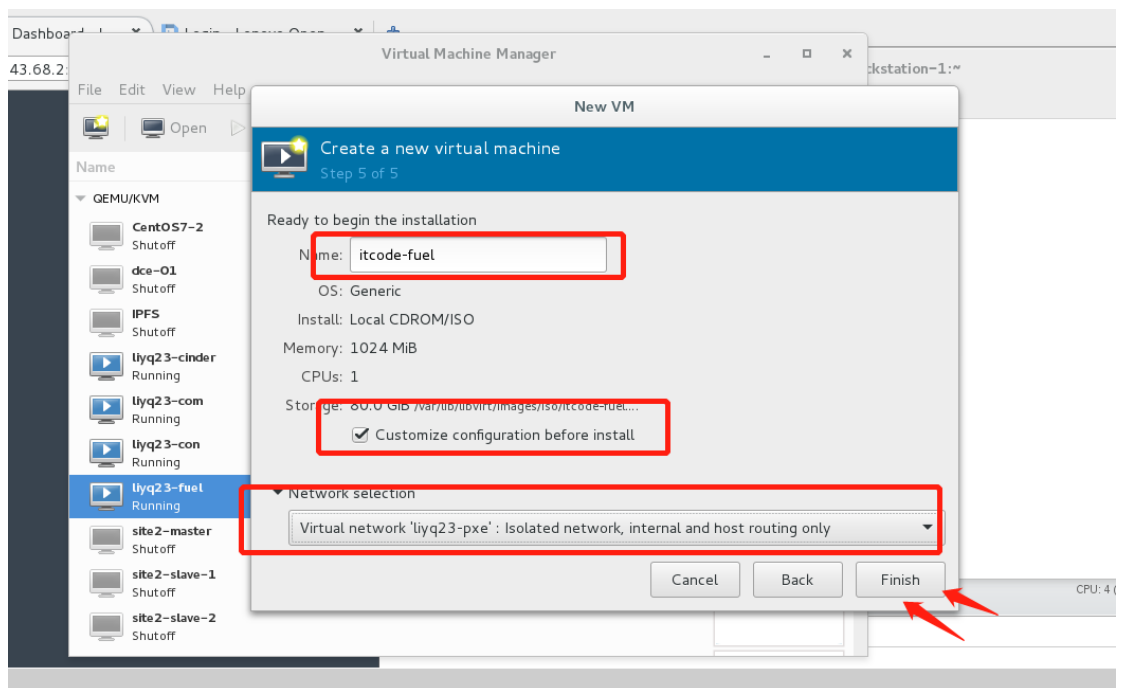 Dashboa
Virtual Machine Manager
43.68.2:
ckstation-1:~
File Edit View Help
New VM
Open
Create a new virtual machine
Step 5 of 5
Name
QEMU/KVM
Ready to begin the installation
CentOS7-2
Shutoff
Name: itcode-fuel
dce-01
Shutoff
OS: Generic
IPFS
Shutoff
Install: Local CDROM/ISO
Memory: 1024 MiB
liyq23-cinder
Running
CPUs: 1
liyq23-com
Running
Storage: 80.0 GiB /var/lib/libvirt/images/iso/itcode-fuel....
Customize configuration before install
liyq23-con
Running
liyq23-fuel
Running
Network selection
Virtual network 'liyq23-pxe' : Isolated network, internal and host routing only
site2-master
Shutoff
site2-slave-1
Shutoff
Cancel Back Finish
CPU: 4 (
site2-slave-2
Shutoff